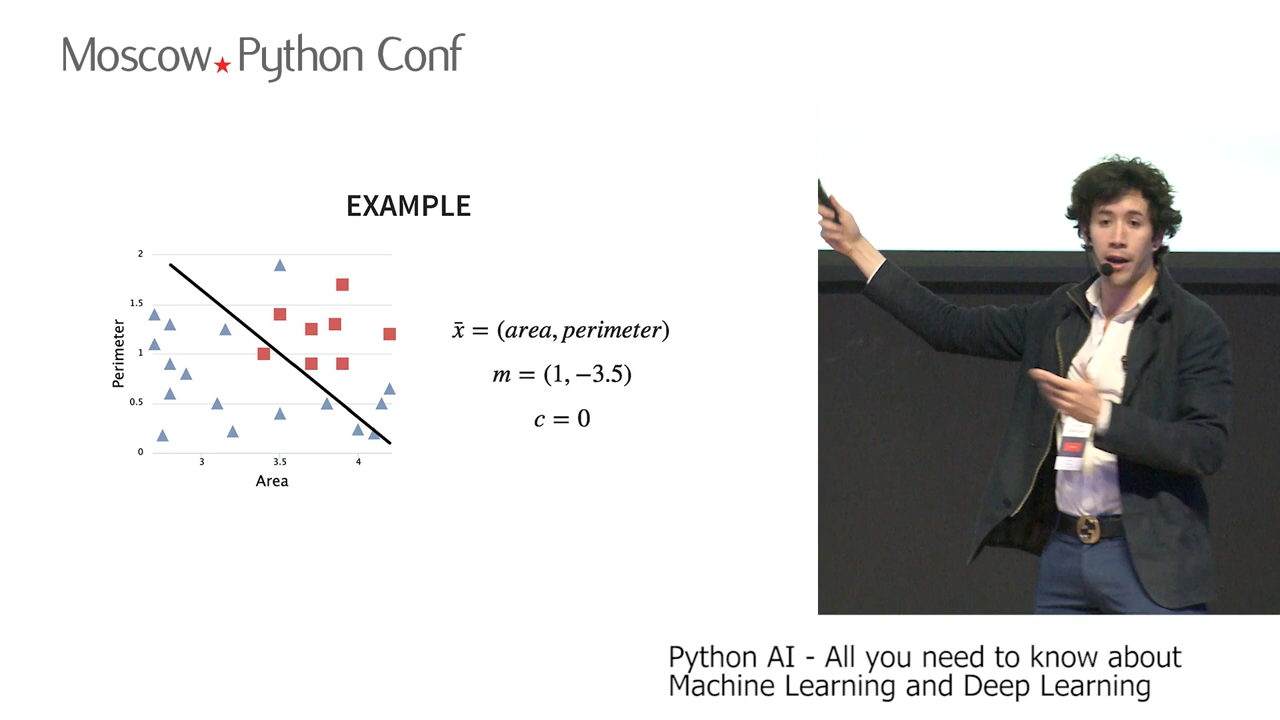 Moscow★Python Conf
EXAMPLE
Perimeter
2
1.5
1
0.5
0
3
3.5
4
Area
x̄ = (area, perimeter)
m = (1, −3.5)
c = 0
Python AI - All you need to know about
Machine Learning and Deep Learning